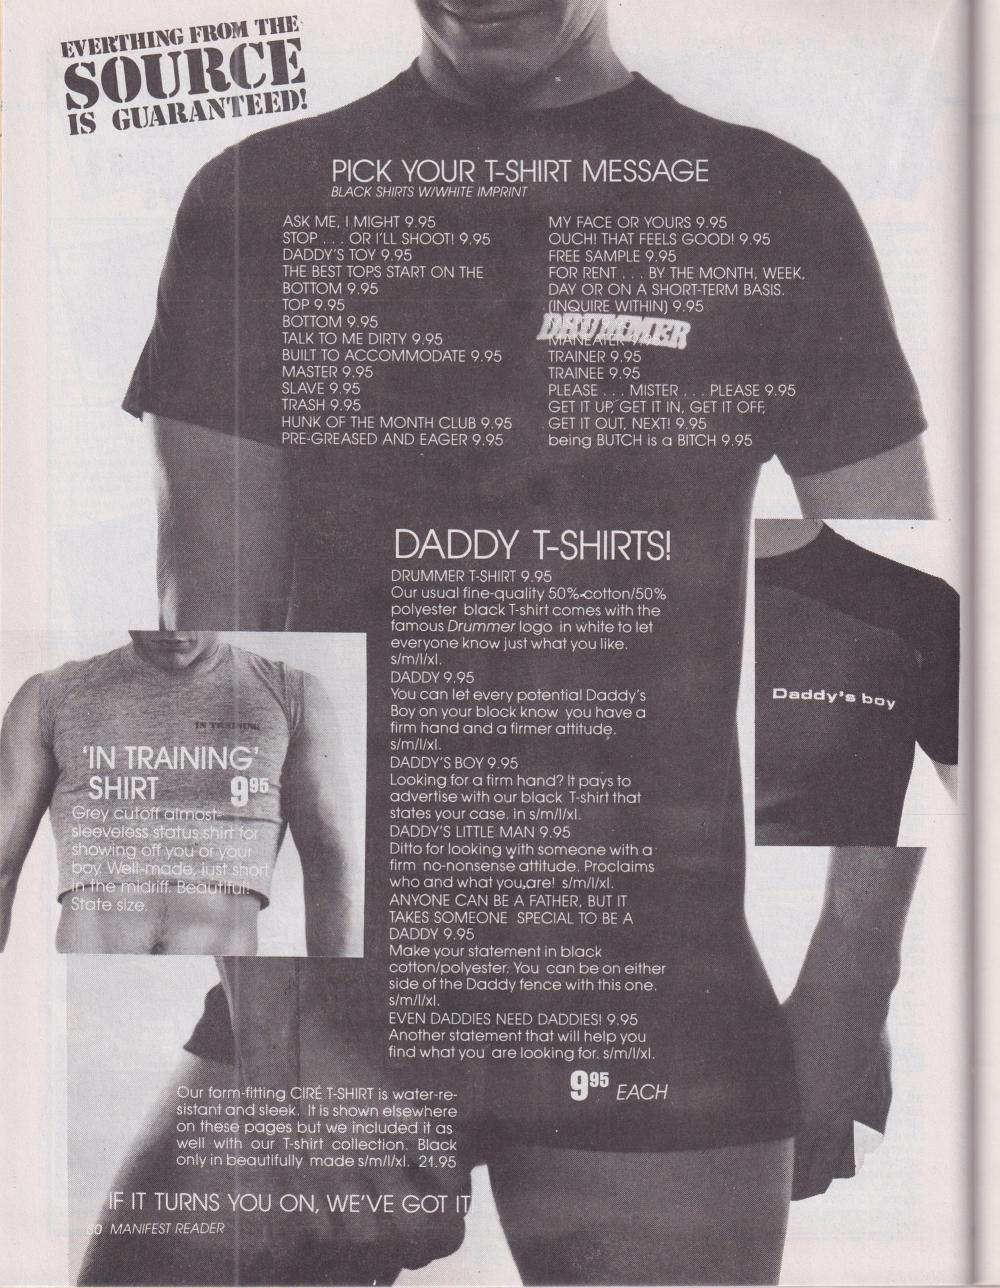 EVERTHING FROM THE
SOURCE
IS GUARANTEED!
PICK YOUR T-SHIRT MESSAGE
BLACK SHIRTS W/WHITE IMPRINT
ASK ME, I MIGHT 9.95
STOP . . . OR I'LL SHOOT! 9.95
DADDY'S TOY 9.95
THE BEST TOPS START ON THE
BOTTOM 9.95
TOP 9.95
BOTTOM 9.95
TALK TO ME DIRTY 9.95
BUILT TO ACCOMMODATE 9.95
MASTER 9.95
SLAVE 9.95
TRASH 9.95
HUNK OF THE MONTH CLUB 9.95
PRE-GREASED AND EAGER 9.95
MY FACE OR YOURS 9.95
OUCH! THAT FEELS GOOD! 9.95
FREE SAMPLE 9.95
FOR RENT . . . BY THE MONTH, WEEK,
DAY OR ON A SHORT-TERM BASIS.
(INQUIRE WITHIN) 9.95
DRUMMER
MANEATER
TRAINER 9.95
TRAINEE 9.95
PLEASE . . . MISTER . . . PLEASE 9.95
GET IT UP, GET IT IN, GET IT OFF,
GET IT OUT, NEXT! 9.95
being BUTCH is a BITCH 9.95
DADDY T-SHIRTS!
DRUMMER T-SHIRT 9.95
Our usual fine-quality 50% cotton/50%
polyester black T-shirt comes with the
famous Drummer logo in white to let
everyone know just what you like.
s/m/l/xl.
DADDY 9.95
You can let every potential Daddy's
Boy on your block know you have a
firm hand and a firmer attitude.
s/m/l/xl.
DADDY'S BOY 9.95
Looking for a firm hand? It pays to
advertise with our black T-shirt that
states your case. in s/m/l/xl.
DADDY'S LITTLE MAN 9.95
Ditto for looking with someone with a
firm no-nonsense attitude. Proclaims
who and what you are! s/m/l/xl.
ANYONE CAN BE A FATHER, BUT IT
TAKES SOMEONE SPECIAL TO BE A
DADDY 9.95
Make your statement in black
cotton/polyester. You can be on either
side of the Daddy fence with this one.
s/m/l/xl.
EVEN DADDIES NEED DADDIES! 9.95
Another statement that will help you
find what you are looking for. s/m/l/xl.
9.95 EACH
Daddy's boy
IN TRAINING
'IN TRAINING'
SHIRT 9.95
Grey cutoff almost-
sleeveless status shirt for
showing off you or your
boy. Well-made, just short
in the midriff. Beautiful!
State size.
Our form-fitting CIRÉ T-SHIRT is water-re-
sistant and sleek. It is shown elsewhere
on these pages but we included it as
well with our T-shirt collection. Black
only in beautifully made s/m/l/xl. 21.95
IF IT TURNS YOU ON, WE'VE GOT IT
60 MANIFEST READER